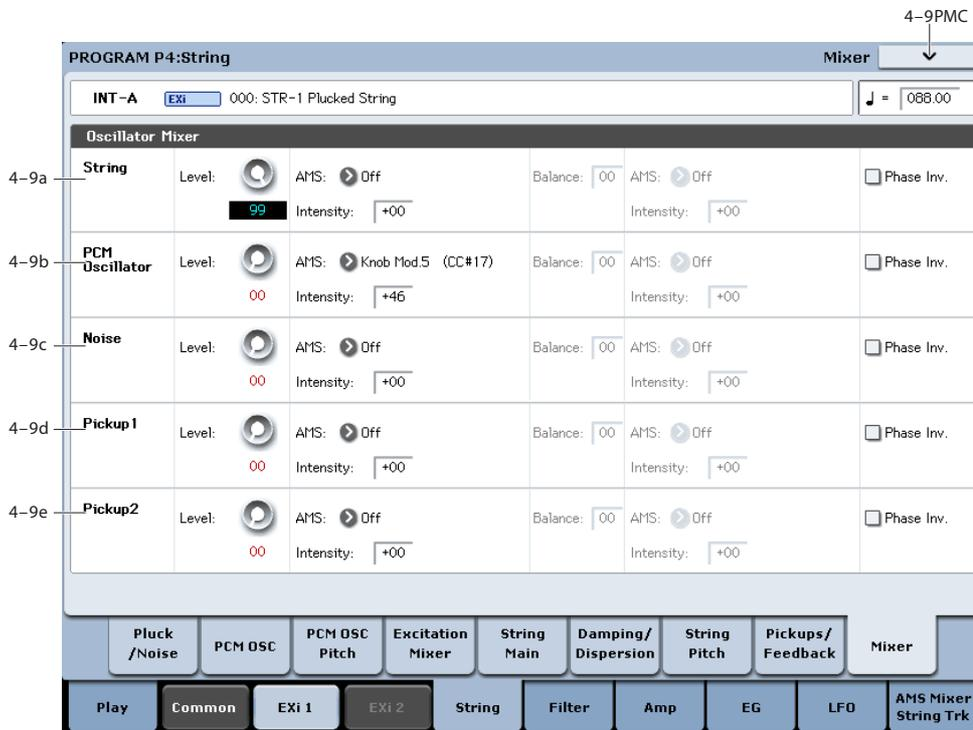 4–9PMC
PROGRAM P4:String Mixer
INT-A EXi 000: STR-1 Plucked String ♩ = 088.00
Oscillator Mixer
4–9a String Level: 99 AMS: Off Intensity: +00 Balance: 00 AMS: Off Intensity: +00 Phase Inv.
4–9b PCM Oscillator Level: 00 AMS: Knob Mod.5 (CC#17) Intensity: +46 Balance: 00 AMS: Off Intensity: +00 Phase Inv.
4–9c Noise Level: 00 AMS: Off Intensity: +00 Balance: 00 AMS: Off Intensity: +00 Phase Inv.
4–9d Pickup1 Level: 00 AMS: Off Intensity: +00 Balance: 00 AMS: Off Intensity: +00 Phase Inv.
4–9e Pickup2 Level: 00 AMS: Off Intensity: +00 Balance: 00 AMS: Off Intensity: +00 Phase Inv.
Pluck /Noise PCM OSC PCM OSC Pitch Excitation Mixer String Main Damping/ Dispersion String Pitch Pickups/ Feedback Mixer
Play Common EXi 1 EXi 2 String Filter Amp EG LFO AMS Mixer String Trk